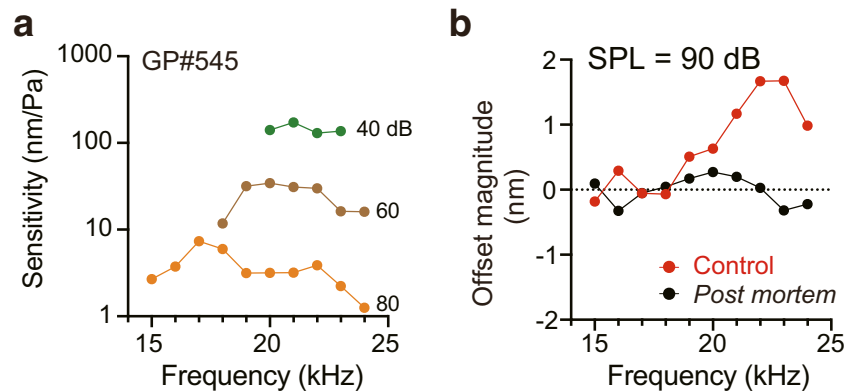 a
GP#545
Sensitivity (nm/Pa)
1000
100
10
1
40 dB
60
80
15
20
25
Frequency (kHz)
b
SPL = 90 dB
Offset magnitude
(nm)
2
1
0
-1
-2
Control
Post mortem
15
20
25
Frequency (kHz)